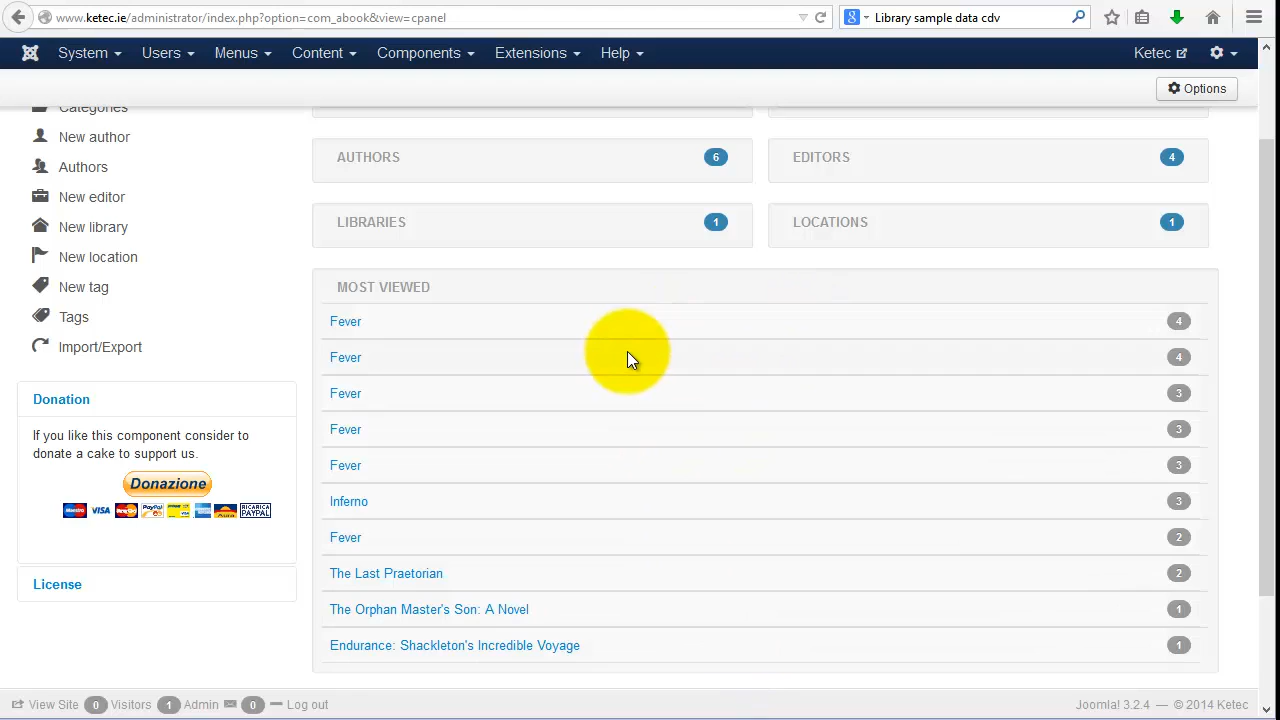 www.ketec.ie/administrator/index.php?option=com_abook&view=cpanel
Library sample data cdv
System Users Menus Content Components Extensions Help Ketec
Options
Categories
New author
Authors
New editor
New library
New location
New tag
Tags
Import/Export
Donation
If you like this component consider to
donate a cake to support us.
Donazione
VISA PayPal RICARICA
PAYPAL
License
AUTHORS 6
EDITORS 4
LIBRARIES 1
LOCATIONS 1
MOST VIEWED
Fever 4
Fever 4
Fever 3
Fever 3
Fever 3
Inferno 3
Fever 2
The Last Praetorian 2
The Orphan Master's Son: A Novel 1
Endurance: Shackleton's Incredible Voyage 1
View Site 0 Visitors 1 Admin 0 Log out
Joomla! 3.2.4 — © 2014 Ketec